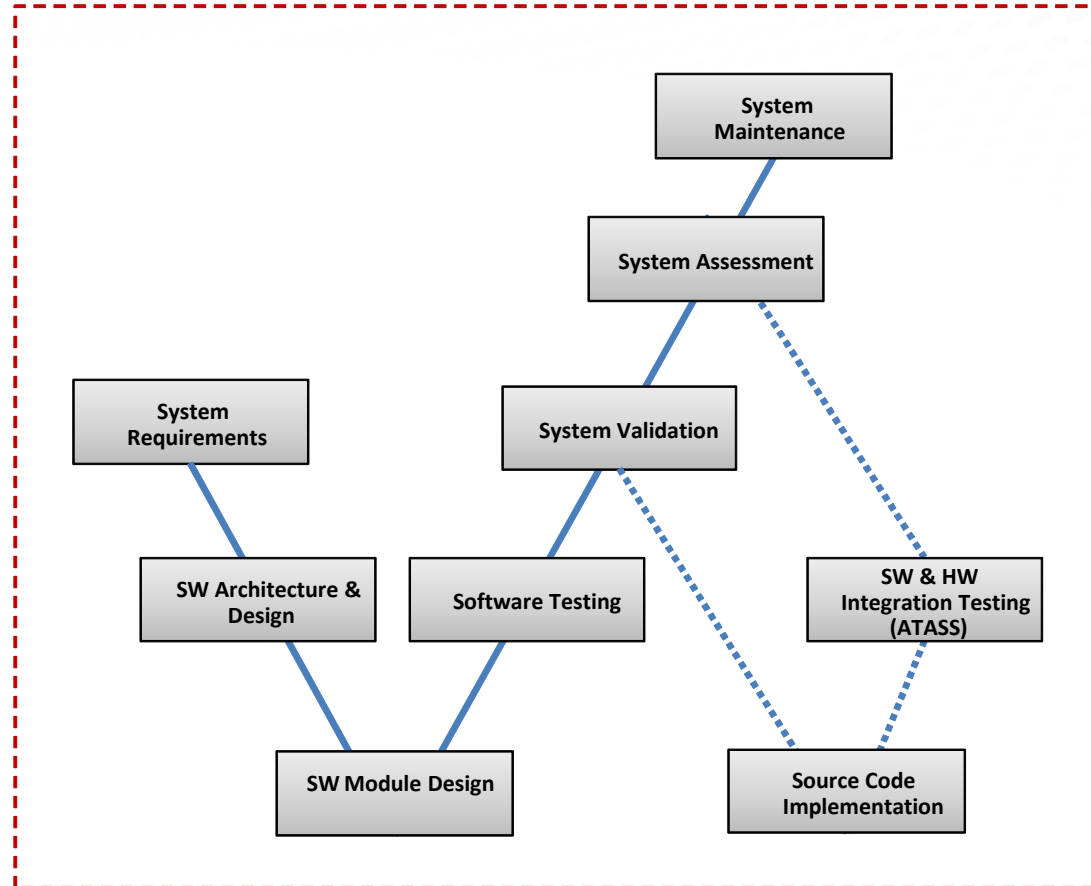 System
Maintenance
System Assessment
System
Requirements
System Validation
SW Architecture &
Design
Software Testing
SW & HW
Integration Testing
(ATASS)
SW Module Design
Source Code
Implementation